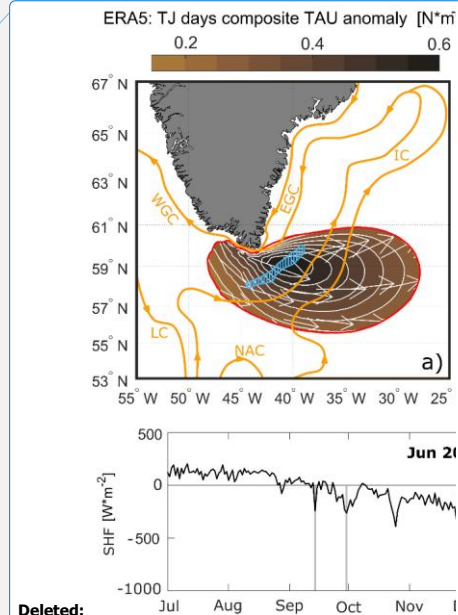 ERA5: TJ days composite TAU anomaly [N*m
0.2 0.4 0.6
67° N
65° N
63° N
61° N
59° N
57° N
55° N
53° N
WGC
EGC
IC
LC
NAC
a)
55° W 50° W 45° W 40° W 35° W 30° W 25°
500
0
-500
-1000
SHF [W*m-2]
Jun 20
Jul Aug Sep Oct Nov D
Deleted: